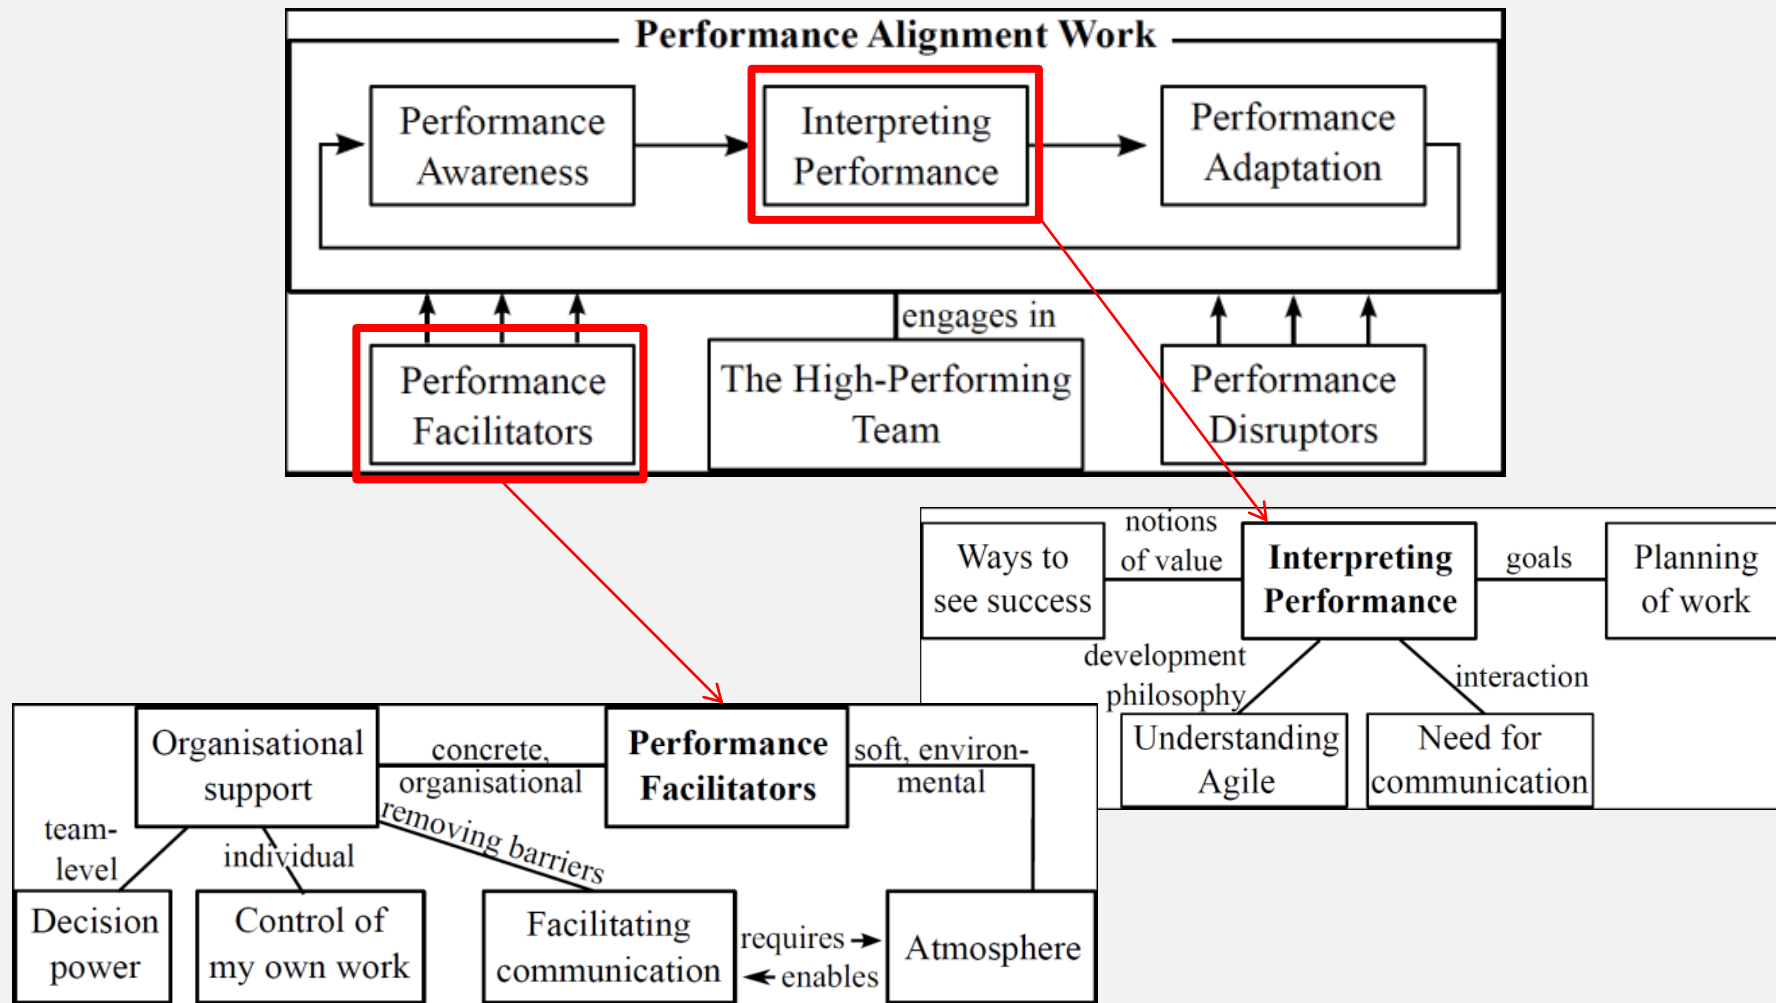 Performance Alignment Work
Performance
Awareness
Interpreting
Performance
Performance
Adaptation
engages in
Performance
Facilitators
The High-Performing
Team
Performance
Disruptors
Ways to
see success
notions
of value
Interpreting
Performance
goals
Planning
of work
development
philosophy
interaction
Understanding
Agile
Need for
communication
Organisational
support
concrete,
organisational
Performance
Facilitators
soft, environ-
mental
team-
level
individual
removing barriers
Decision
power
Control of
my own work
Facilitating
communication
requires
enables
Atmosphere